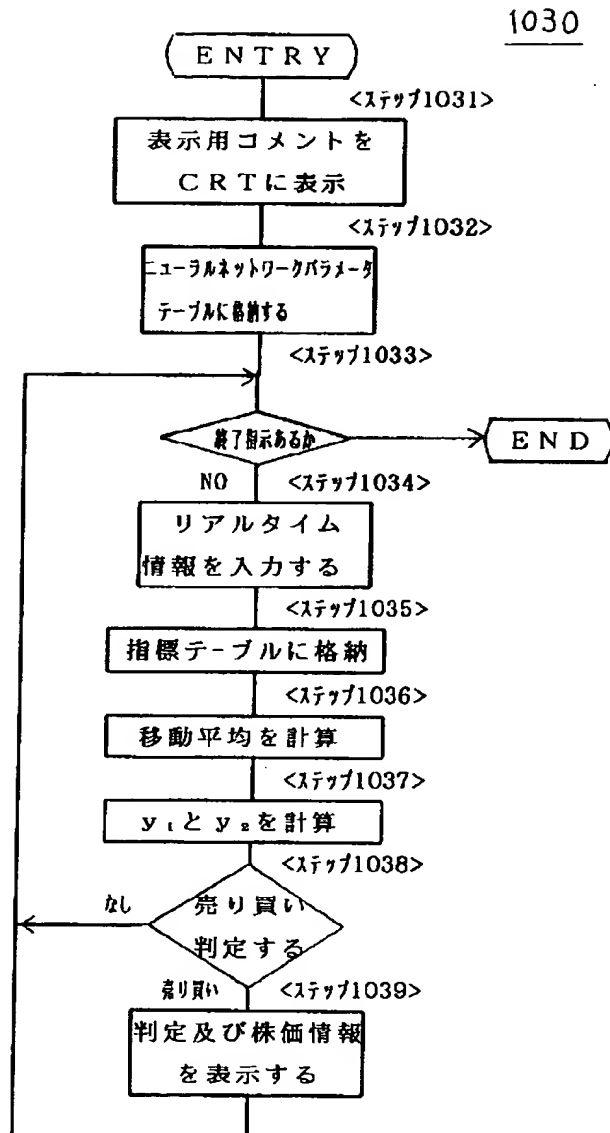 1030
ENTRY
<ステップ1031>
表示用コメントを
CRTに表示
<ステップ1032>
ニューラルネットワークパラメータ
テーブルに格納する
<ステップ1033>
終了指示あるか
END
NO
<ステップ1034>
リアルタイム
情報を入力する
<ステップ1035>
指標テーブルに格納
<ステップ1036>
移動平均を計算
<ステップ1037>
y₁とy₂を計算
<ステップ1038>
なし
売り買い
判定する
売り買い
<ステップ1039>
判定及び株価情報
を表示する